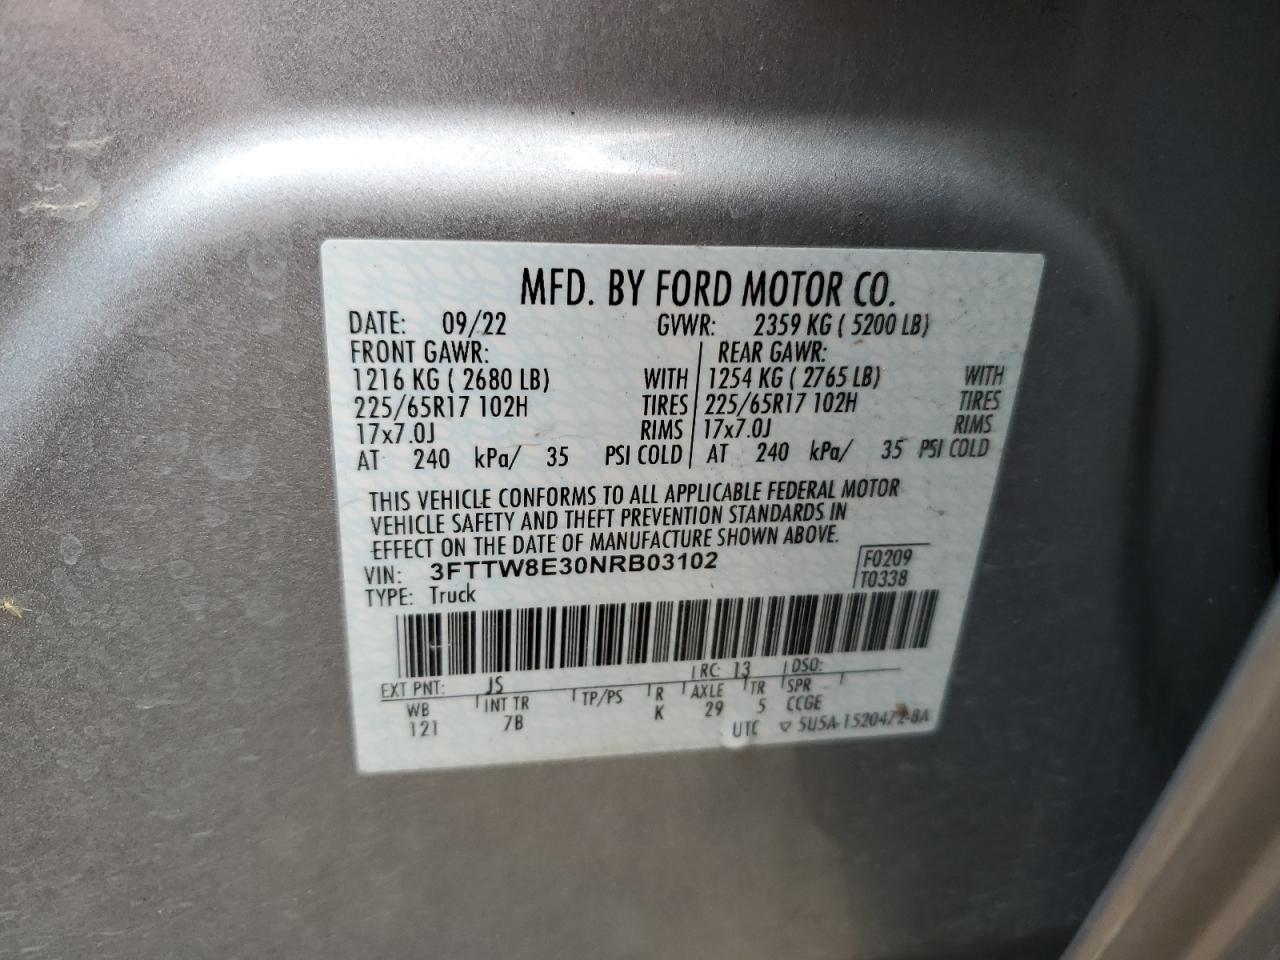 MFD. BY FORD MOTOR CO.
DATE: 09/22 GVWR: 2359 KG ( 5200 LB)
FRONT GAWR: REAR GAWR:
1216 KG ( 2680 LB) WITH 1254 KG ( 2765 LB) WITH
225/65R17 102H TIRES 225/65R17 102H TIRES
17x7.0J RIMS 17x7.0J RIMS
AT 240 kPa/ 35 PSI COLD AT 240 kPa/ 35 PSI COLD
THIS VEHICLE CONFORMS TO ALL APPLICABLE FEDERAL MOTOR
VEHICLE SAFETY AND THEFT PREVENTION STANDARDS IN
EFFECT ON THE DATE OF MANUFACTURE SHOWN ABOVE.
VIN: 3FTTW8E30NRB03102 F0209
TYPE: Truck T0338
EXT PNT: JS RC: 13 DSO:
WB INT TR TP/PS R AXLE TR SPR
121 7B K 29 5 CCGE
UTC ▽ 5U5A-1520472-BA